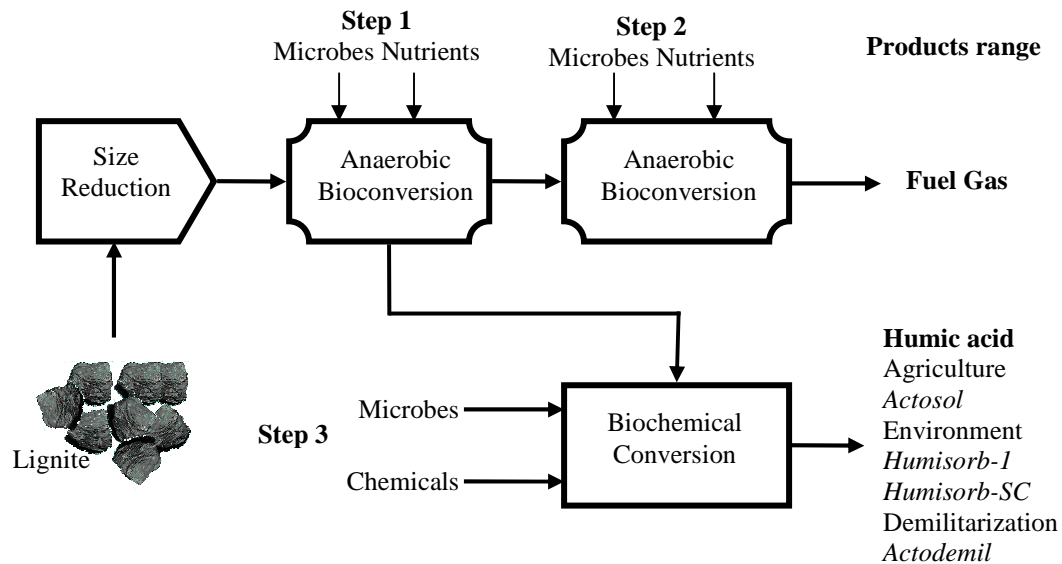 Step 1
Microbes Nutrients
Step 2
Microbes Nutrients
Products range
Size
Reduction
Anaerobic
Bioconversion
Anaerobic
Bioconversion
Fuel Gas
Lignite
Step 3
Microbes
Chemicals
Biochemical
Conversion
Humic acid
Agriculture
Actosol
Environment
Humisorb-1
Humisorb-SC
Demilitarization
Actodemil